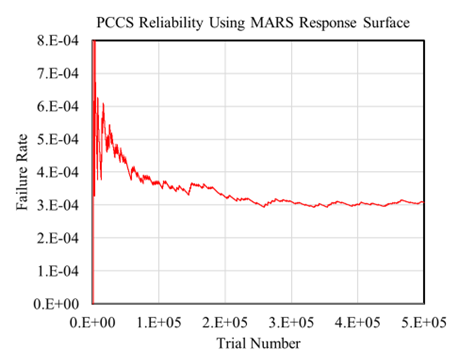 PCCS Reliability Using MARS Response Surface
8.E-04
7.E-04
6.E-04
5.E-04
4.E-04
3.E-04
2.E-04
1.E-04
0.E+00
Failure Rate
0.E+00 1.E+05 2.E+05 3.E+05 4.E+05 5.E+05
Trial Number